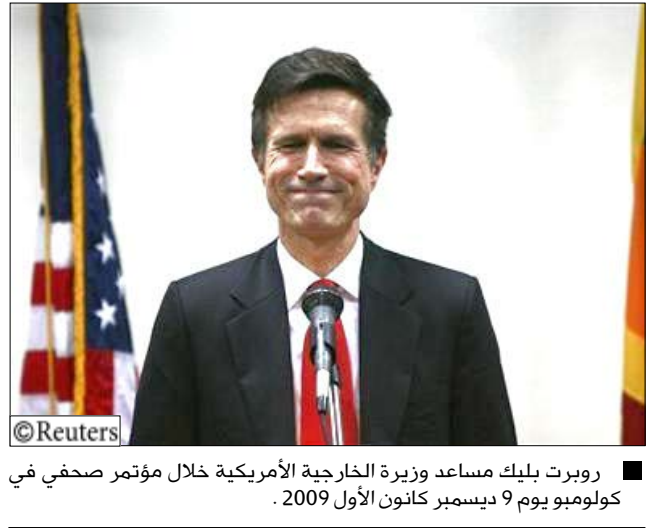 ©Reuters
روبرت بليك مساعد وزيرة الخارجية الأمريكية خلال مؤتمر صحفي في
كولومبو يوم 9 ديسمبر كانون الأول 2009 .